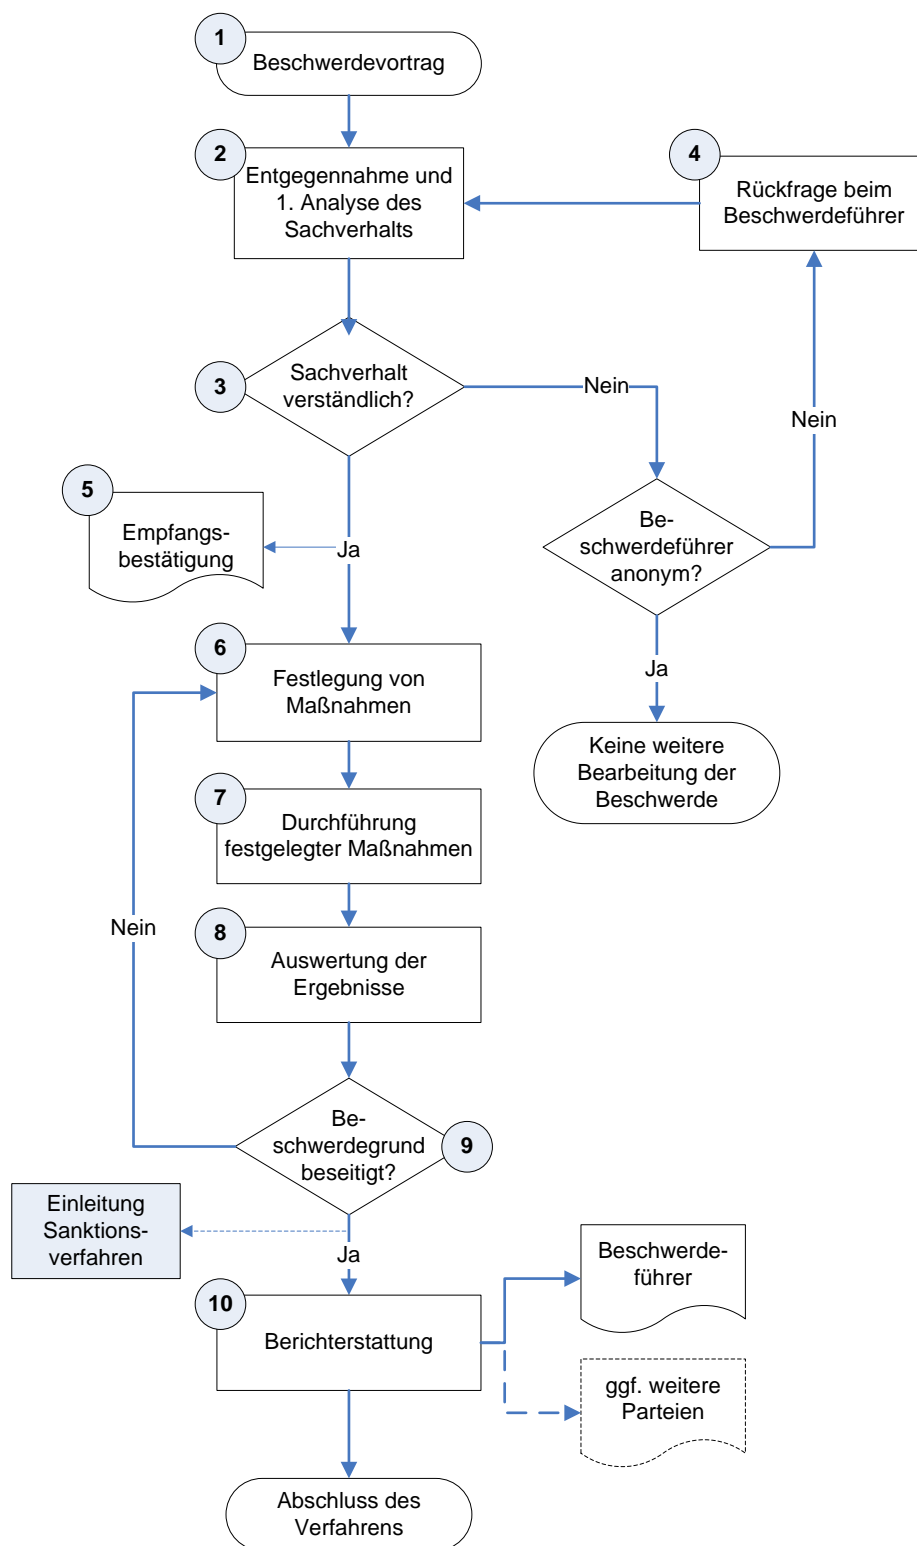 1
Beschwerdevortrag
2
Entgegennahme und
1. Analyse des
Sachverhalts
4
Rückfrage beim
Beschwerdeführer
3
Sachverhalt
verständlich?
Nein
Nein
5
Empfangs-
bestätigung
Ja
Be-
schwerdeführer
anonym?
Ja
Keine weitere
Bearbeitung der
Beschwerde
6
Festlegung von
Maßnahmen
7
Durchführung
festgelegter Maßnahmen
Nein
8
Auswertung der
Ergebnisse
Be-
schwerdegrund
beseitigt?
9
Einleitung
Sanktions-
verfahren
Ja
10
Berichterstattung
Beschwerde-
führer
ggf. weitere
Parteien
Abschluss des
Verfahrens